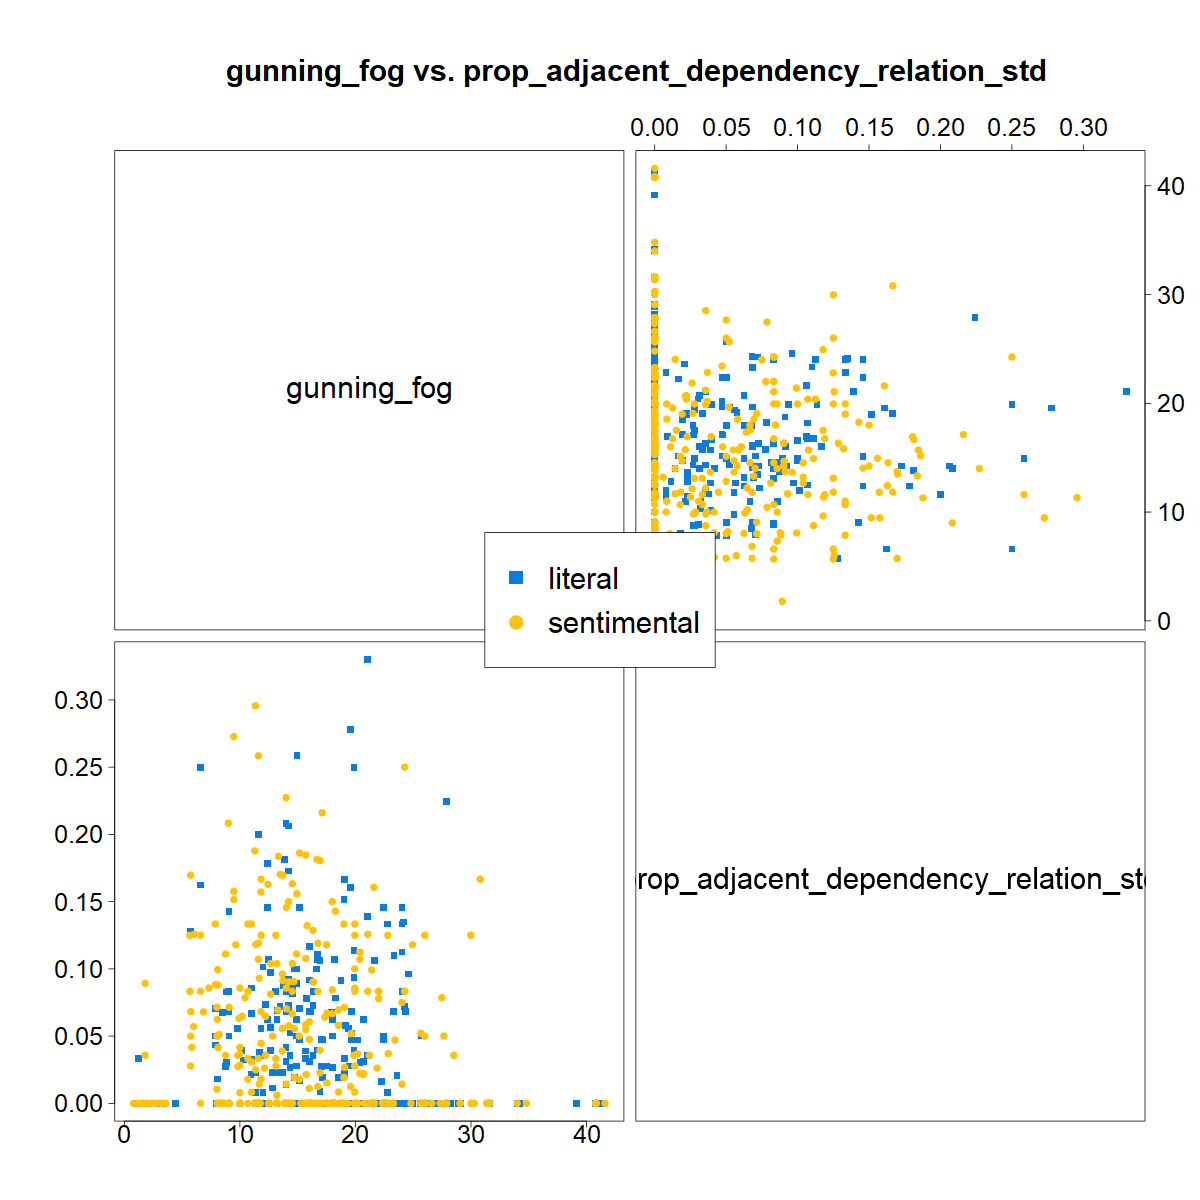 gunning_fog vs. prop_adjacent_dependency_relation_std
0.00 0.05 0.10 0.15 0.20 0.25 0.30
gunning_fog
40
30
20
10
0
literal
sentimental
0.30
0.25
0.20
0.15
0.10
0.05
0.00
prop_adjacent_dependency_relation_std
0 10 20 30 40